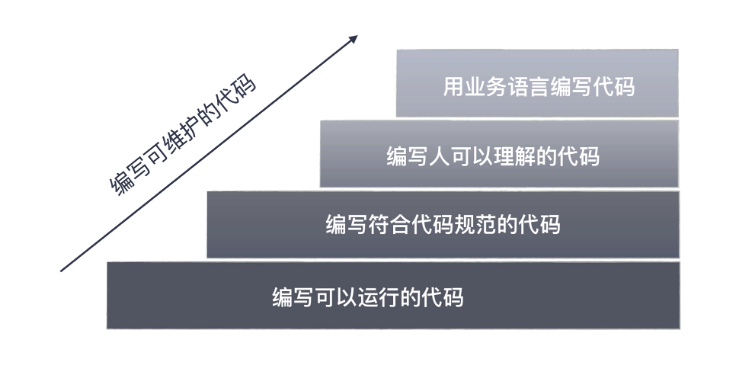 用业务语言编写代码
编写可维护的代码
编写人可以理解的代码
编写符合代码规范的代码
编写可以运行的代码